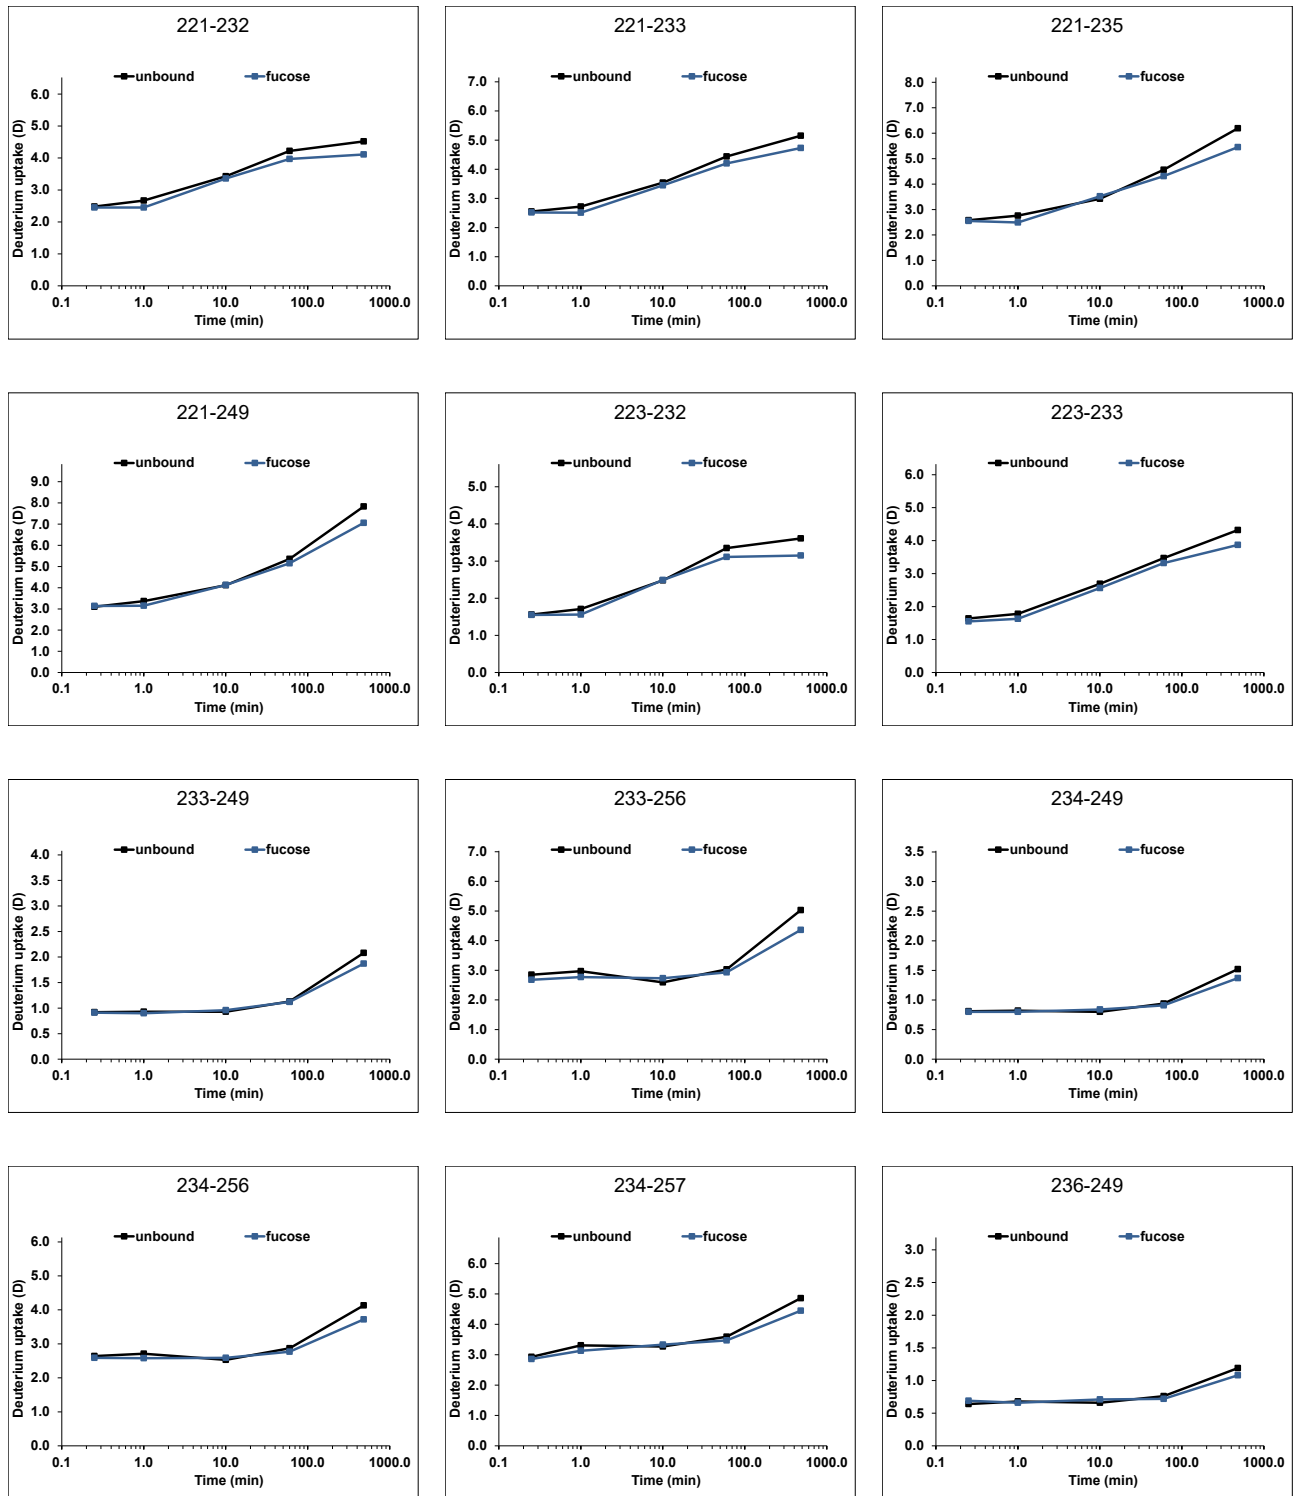 221-232
unbound fucose
Deuterium uptake (D)
6.0
5.0
4.0
3.0
2.0
1.0
0.0
0.1 1.0 10.0 100.0 1000.0
Time (min)
221-233
unbound fucose
Deuterium uptake (D)
7.0
6.0
5.0
4.0
3.0
2.0
1.0
0.0
0.1 1.0 10.0 100.0 1000.0
Time (min)
221-235
unbound fucose
Deuterium uptake (D)
8.0
7.0
6.0
5.0
4.0
3.0
2.0
1.0
0.0
0.1 1.0 10.0 100.0 1000.0
Time (min)
221-249
unbound fucose
Deuterium uptake (D)
9.0
8.0
7.0
6.0
5.0
4.0
3.0
2.0
1.0
0.0
0.1 1.0 10.0 100.0 1000.0
Time (min)
223-232
unbound fucose
Deuterium uptake (D)
5.0
4.0
3.0
2.0
1.0
0.0
0.1 1.0 10.0 100.0 1000.0
Time (min)
223-233
unbound fucose
Deuterium uptake (D)
6.0
5.0
4.0
3.0
2.0
1.0
0.0
0.1 1.0 10.0 100.0 1000.0
Time (min)
233-249
unbound fucose
Deuterium uptake (D)
4.0
3.5
3.0
2.5
2.0
1.5
1.0
0.5
0.0
0.1 1.0 10.0 100.0 1000.0
Time (min)
233-256
unbound fucose
Deuterium uptake (D)
7.0
6.0
5.0
4.0
3.0
2.0
1.0
0.0
0.1 1.0 10.0 100.0 1000.0
Time (min)
234-249
unbound fucose
Deuterium uptake (D)
3.5
3.0
2.5
2.0
1.5
1.0
0.5
0.0
0.1 1.0 10.0 100.0 1000.0
Time (min)
234-256
unbound fucose
Deuterium uptake (D)
6.0
5.0
4.0
3.0
2.0
1.0
0.0
0.1 1.0 10.0 100.0 1000.0
Time (min)
234-257
unbound fucose
Deuterium uptake (D)
6.0
5.0
4.0
3.0
2.0
1.0
0.0
0.1 1.0 10.0 100.0 1000.0
Time (min)
236-249
unbound fucose
Deuterium uptake (D)
3.0
2.5
2.0
1.5
1.0
0.5
0.0
0.1 1.0 10.0 100.0 1000.0
Time (min)